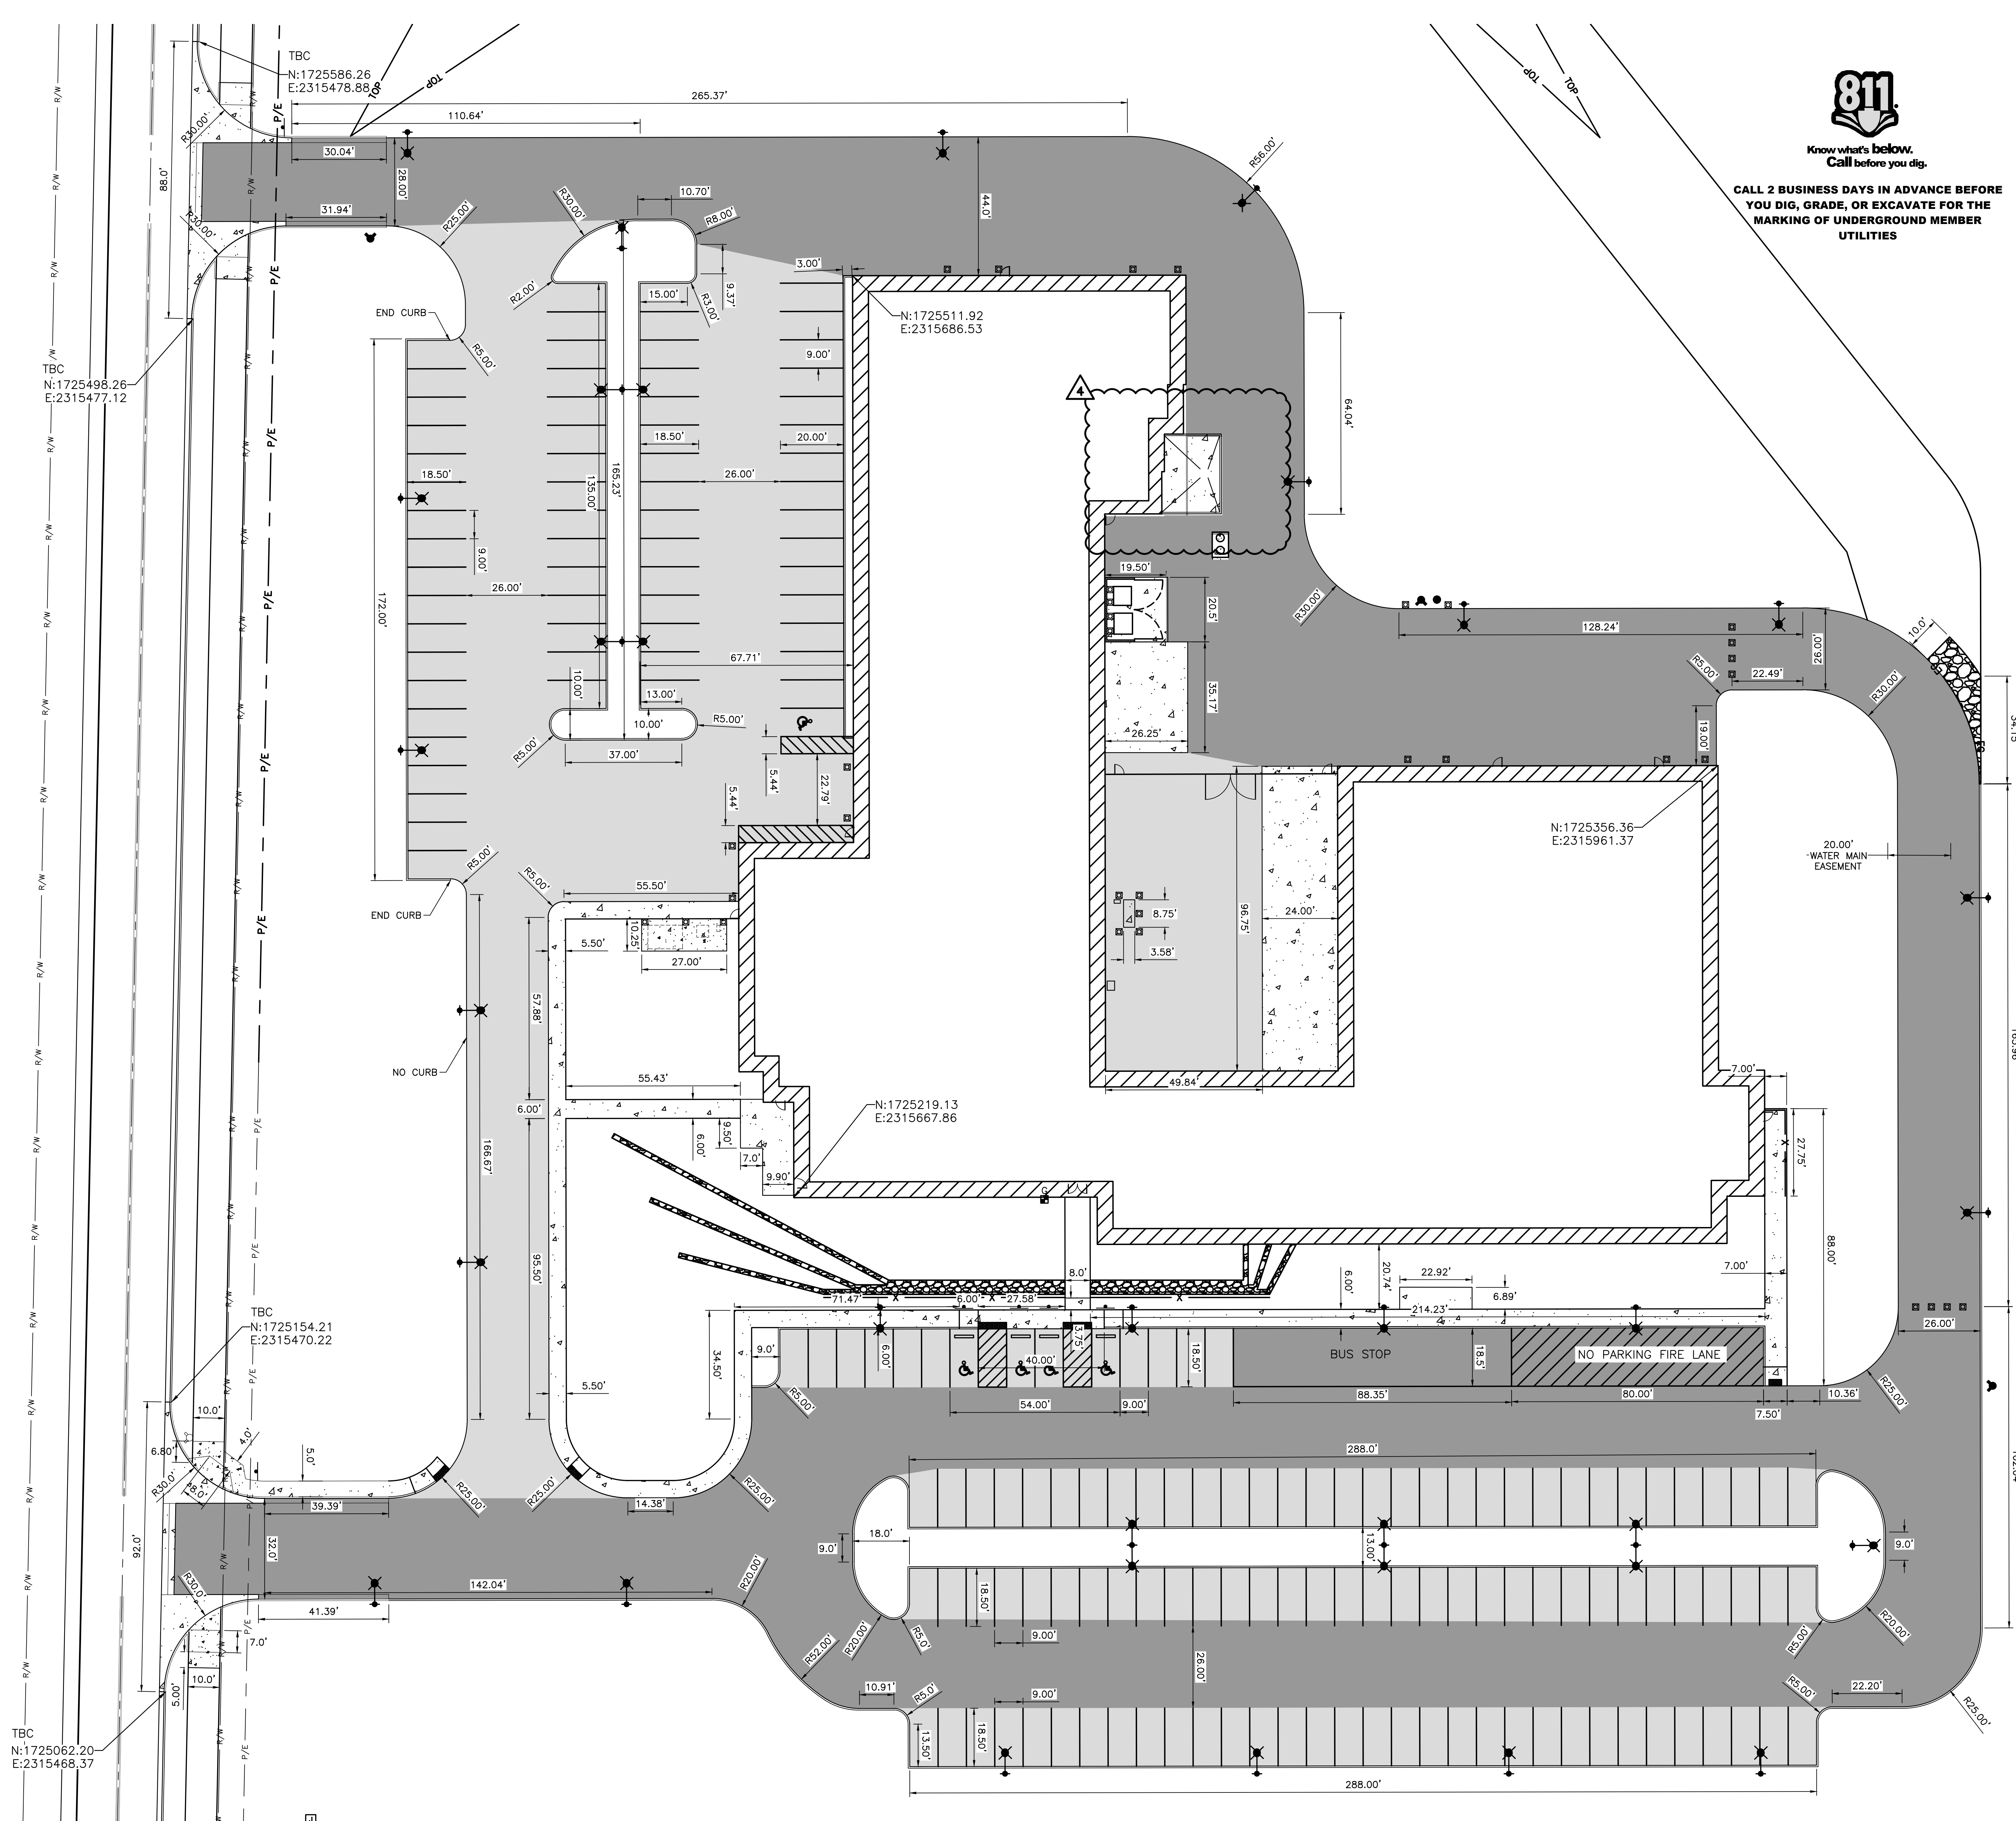 811
Know what's below.
Call before you dig.
CALL 2 BUSINESS DAYS IN ADVANCE BEFORE
YOU DIG, GRADE, OR EXCAVATE FOR THE
MARKING OF UNDERGROUND MEMBER
UTILITIES
TBC
N:1725586.26
E:2315478.88
TOP
TOP
TOP
TOP
265.37'
110.64'
R30.00'
30.04'
88.0'
28.00'
31.94'
R30.00'
R25.00'
R30.00'
10.70'
R8.00'
44.0'
R56.00'
3.00'
9.37'
R2.00'
15.00'
R3.00'
END CURB
R5.00'
N:1725511.92
E:2315686.53
9.00'
TBC
N:1725498.26
E:2315477.12
4
64.04'
18.50'
20.00'
18.50'
165.23'
135.00'
26.00'
9.00'
26.00'
172.00'
19.50'
20.5'
R30.00'
128.24'
26.00'
10.0'
R5.00'
22.49'
R30.00'
67.71'
35.17'
10.00'
13.00'
R5.00'
10.00'
19.00'
26.25'
R5.00'
37.00'
5.44'
22.79'
5.44'
N:1725356.36
E:2315961.37
20.00'
WATER MAIN
EASEMENT
R5.00'
R5.00'
55.50'
END CURB
10.25'
5.50'
27.00'
8.75'
24.00'
96.75'
3.58'
57.88'
NO CURB
55.43'
49.84'
7.00'
6.00'
N:1725219.13
E:2315667.86
9.50'
6.00'
7.0'
9.90'
166.67'
27.75'
G
95.50'
88.00'
8.0'
20.74'
6.00'
22.92'
6.89'
7.00'
71.47'
6.00'
27.58'
214.23'
26.00'
TBC
N:1725154.21
E:2315470.22
34.50'
9.0'
6.00'
3.75'
40.00'
18.50'
BUS STOP
18.5'
NO PARKING FIRE LANE
5.50'
R5.00'
54.00'
9.00'
88.35'
80.00'
7.50'
10.36'
R25.00'
10.0'
4.0'
6.80'
5.0'
288.0'
R30.0'
39.39'
R25.00'
R25.00'
14.38'
R25.00'
92.0'
32.0'
18.0'
9.0'
13.00'
9.0'
R30.0'
142.04'
R20.00'
41.39'
18.50'
7.0'
R52.00'
R20.00'
R5.0'
9.00'
R5.00'
R20.00'
26.00'
10.0'
5.00'
10.91'
R5.0'
9.00'
R5.00'
22.20'
R25.00'
13.50'
18.50'
TBC
N:1725062.20
E:2315468.37
288.00'
R/W
R/W
R/W
R/W
R/W
R/W
R/W
P/E
P/E
P/E
P/E
P/E
P/E
P/E